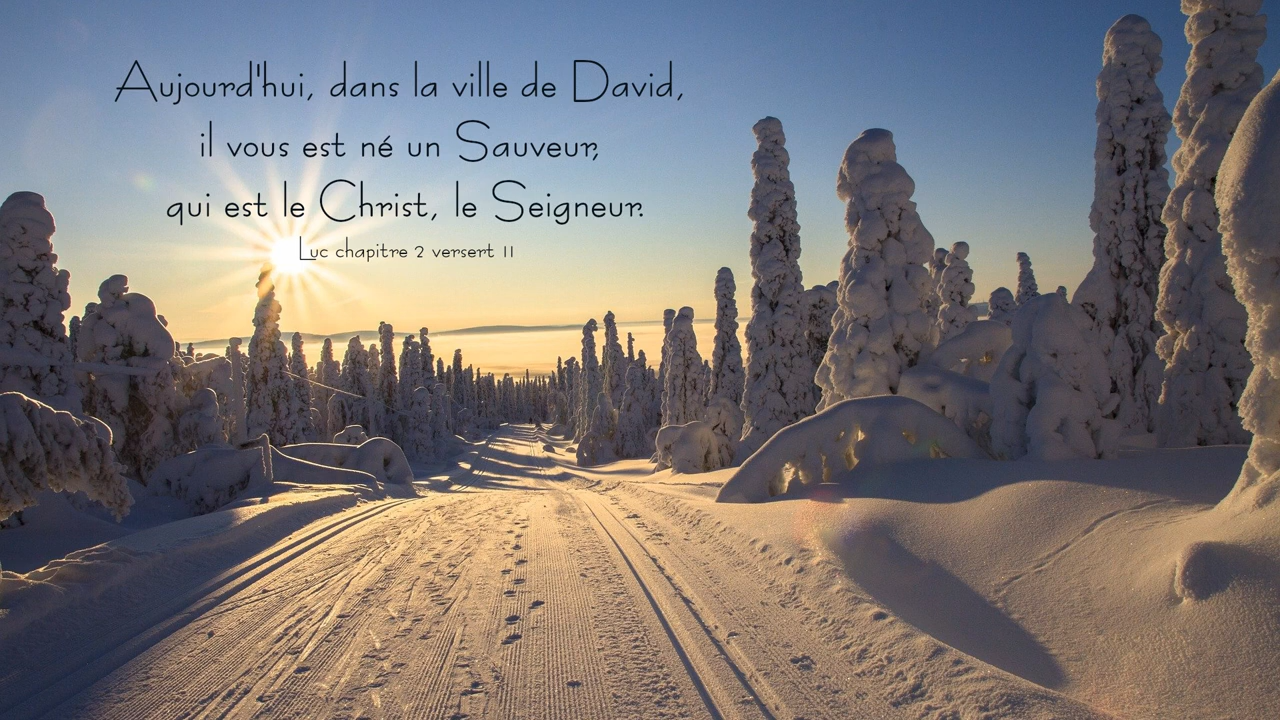 Aujourd'hui, dans la ville de David,
il vous est né un Sauveur,
qui est le Christ, le Seigneur.
Luc chapitre 2 versert 11